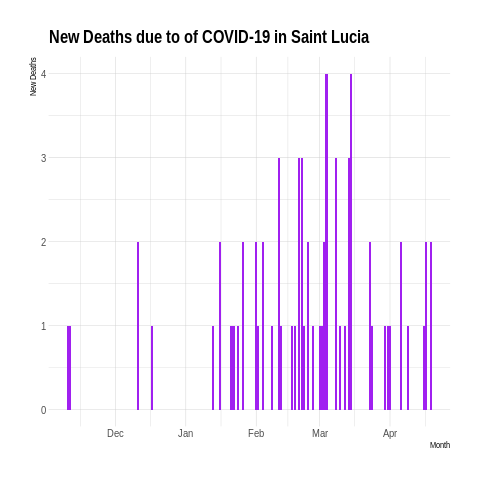 New Deaths due to of COVID-19 in Saint Lucia
New Deaths
4
3
2
1
0
Dec Jan Feb Mar Apr
Month